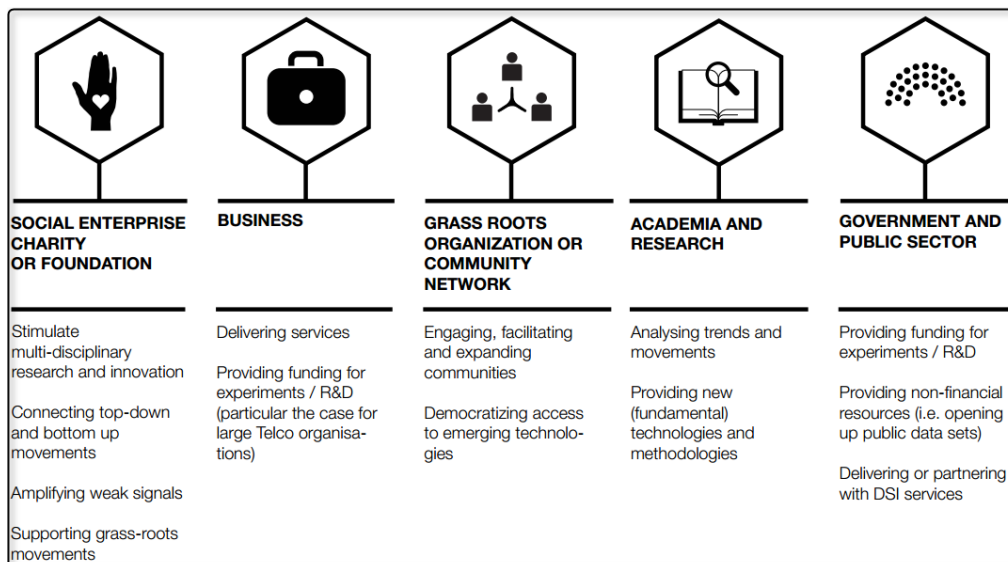 SOCIAL ENTERPRISE
CHARITY
OR FOUNDATION
Stimulate
multi-disciplinary
research and innovation
Connecting top-down
and bottom up
movements
Amplifying weak signals
Supporting grass-roots
movements
BUSINESS
Delivering services
Providing funding for
experiments / R&D
(particular the case for
large Telco organisa-
tions)
GRASS ROOTS
ORGANIZATION OR
COMMUNITY
NETWORK
Engaging, facilitating
and expanding
communities
Democratizing access
to emerging technolo-
gies
ACADEMIA AND
RESEARCH
Analysing trends and
movements
Providing new
(fundamental)
technologies and
methodologies
GOVERNMENT AND
PUBLIC SECTOR
Providing funding for
experiments / R&D
Providing non-financial
resources (i.e. opening
up public data sets)
Delivering or partnering
with DSI services